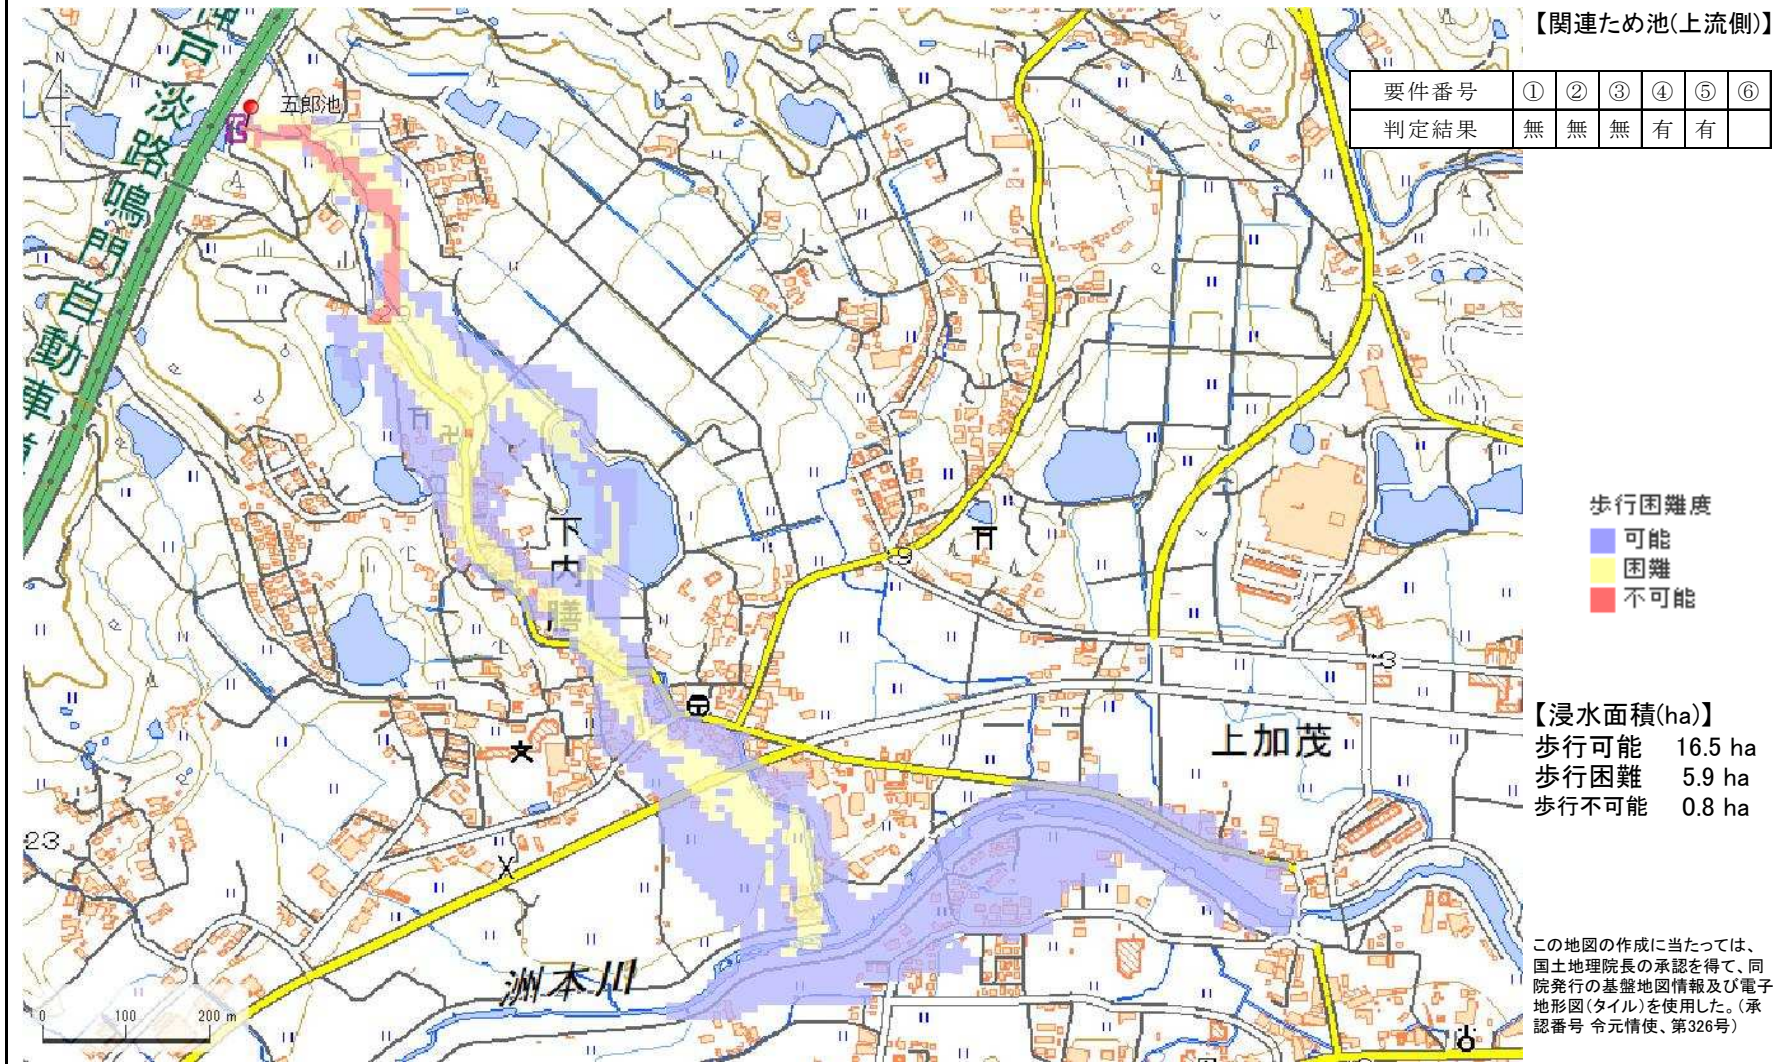 【関連ため池(上流側)】
要件番号 ① ② ③ ④ ⑤ ⑥
判定結果 無 無 無 有 有
N
戸淡路鳴門自動車道
五郎池
下内膳
上加茂
洲本川
23
3
0 100 200 m
歩行困難度
可能
困難
不可能
【浸水面積(ha)】
歩行可能 16.5 ha
歩行困難 5.9 ha
歩行不可能 0.8 ha
この地図の作成に当たっては、
国土地理院長の承認を得て、同
院発行の基盤地図情報及び電子
地形図(タイル)を使用した。(承
認番号 令元情使、第326号)